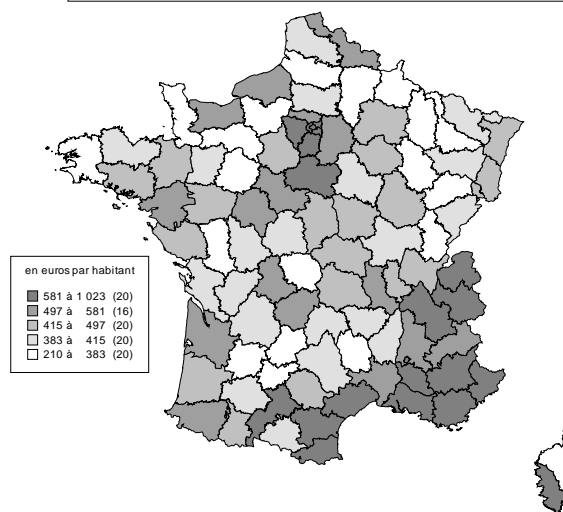 en euros par habitant
581 à 1 023 (20)
497 à 581 (16)
415 à 497 (20)
383 à 415 (20)
210 à 383 (20)